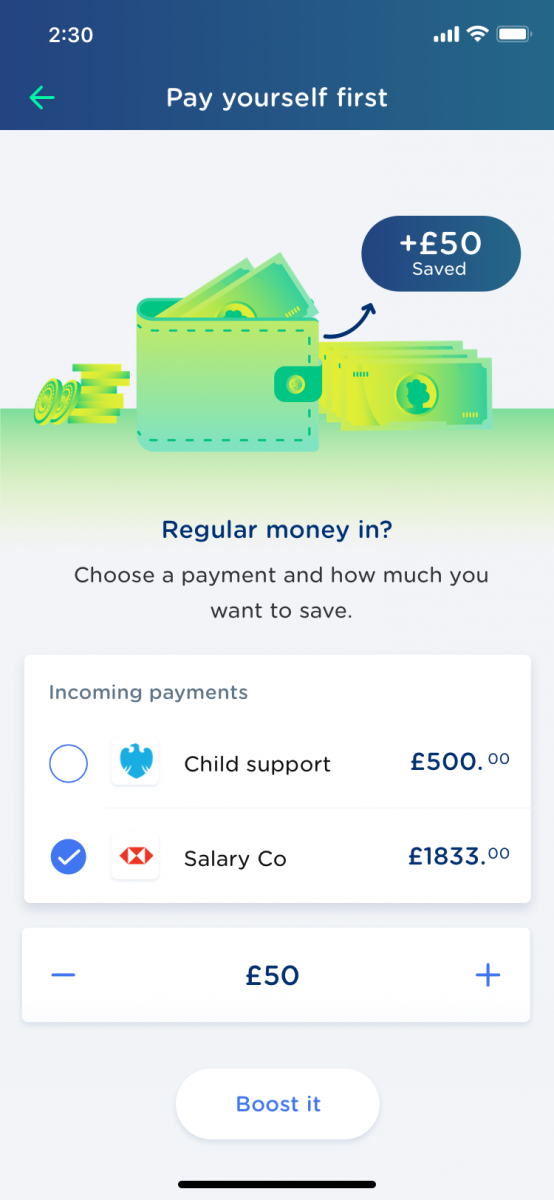 2:30
Pay yourself first
+£50
Saved
Regular money in?
Choose a payment and how much you
want to save.
Incoming payments
Child support £500.00
Salary Co £1833.00
− £50 +
Boost it